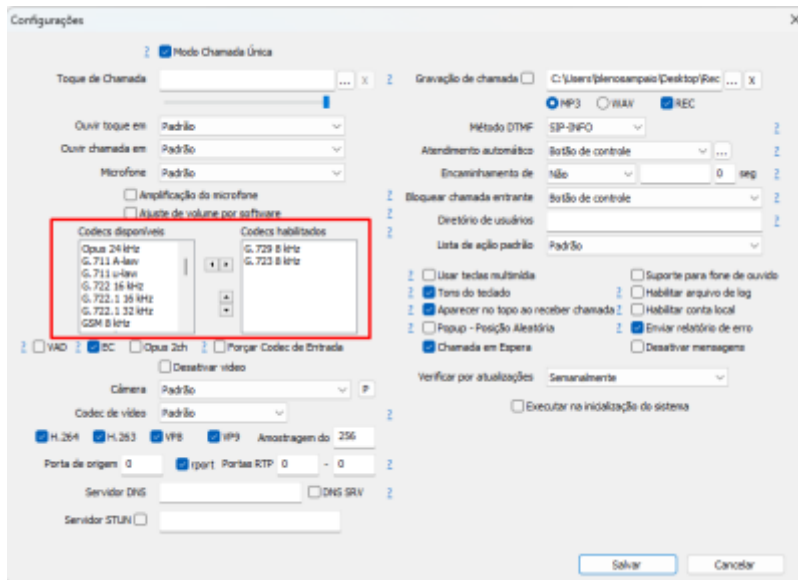 Configurações
X
? Modo Chamada Única
Toque de Chamada ... X ?
Ouvir toque em Padrão
Ouvir chamada em Padrão
Microfone Padrão
Amplificação do microfone ?
Ajuste de volume por software ?
Codecs disponíveis Codecs habilitados ?
Opus 24 kHz
G.711 A-law
G.711 u-law
G.722 16 kHz
G.722.1 16 kHz
G.722.1 32 kHz
GSM 8 kHz
G.729 8 kHz
G.723 8 kHz
? VAD ? EC Opus 2ch ? Forçar Codec de Entrada
Desativar vídeo
Câmera Padrão P
Codec de vídeo Padrão ?
H.264 H.263 VP8 VP9 Amostragem do 256
Porta de origem 0 rport Portas RTP 0 - 0 ?
Servidor DNS DNS SRV ?
Servidor STUN
Gravação de chamada C:\Users\plenosampaio\Desktop\Rec ... X
MP3 WAV REC
Método DTMF SIP-INFO ?
Atendimento automático Botão de controle ... ?
Encaminhamento de Não 0 seg ?
Bloquear chamada entrante Botão de controle ?
Diretório de usuários ?
Lista de ação padrão Padrão
? Usar teclas multimídia Suporte para fone de ouvido
? Tons do teclado ? Habilitar arquivo de log
? Aparecer no topo ao receber chamada ? Habilitar conta local
? Popup - Posição Aleatória ? Enviar relatório de erro
Chamada em Espera Desativar mensagens
Verificar por atualizações Semanalmente
Executar na inicialização do sistema
Salvar Cancelar